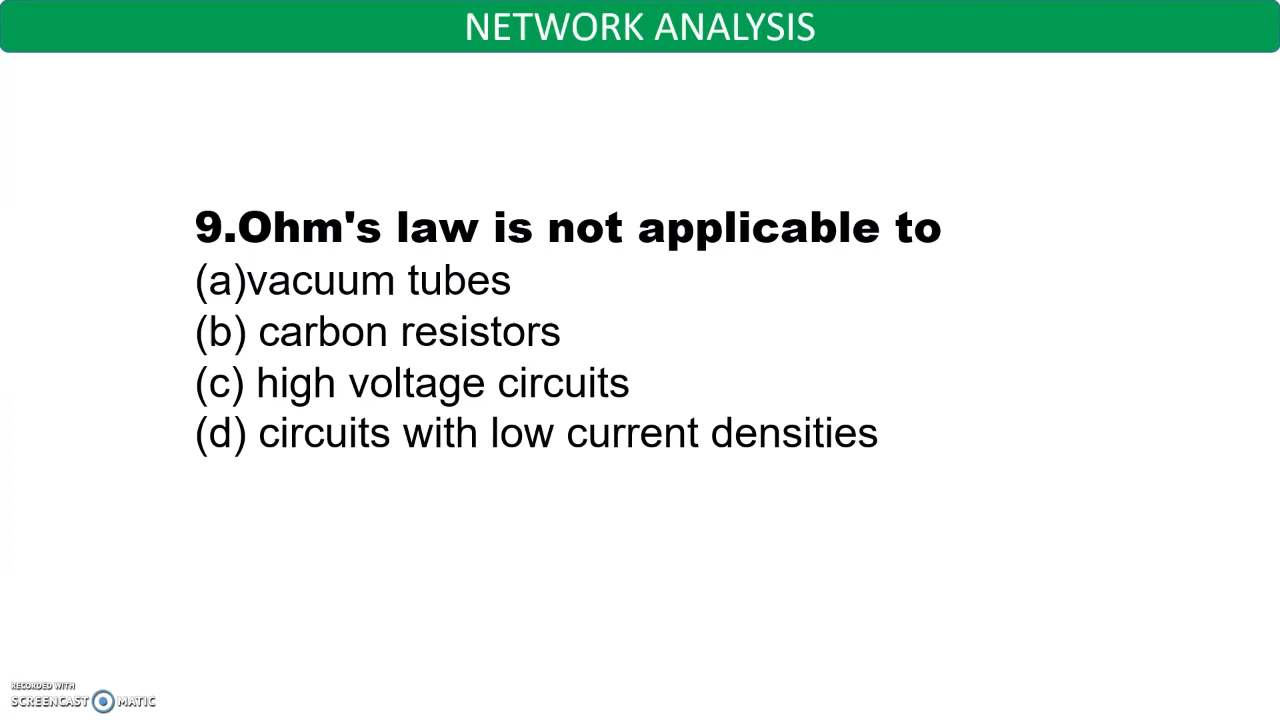 NETWORK ANALYSIS
9.Ohm's law is not applicable to
(a)vacuum tubes
(b) carbon resistors
(c) high voltage circuits
(d) circuits with low current densities
RECORDED WITH
SCREENCAST MATIC